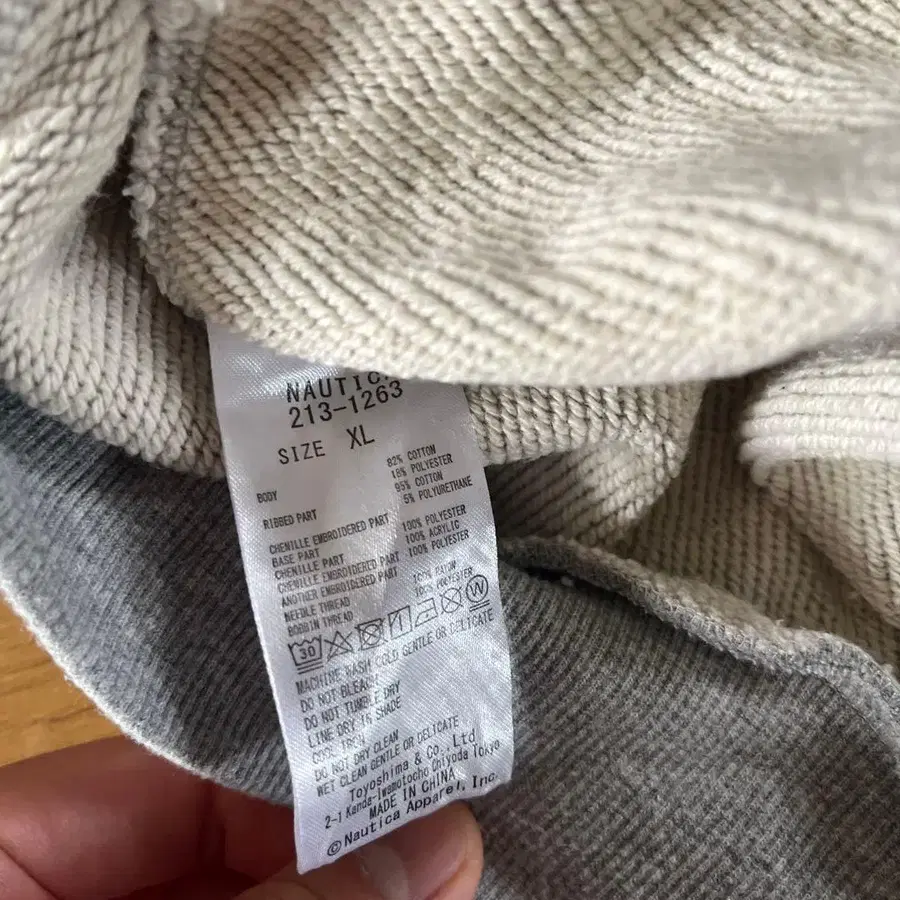 NAUTIC
213-1263
SIZE XL
BODY 82% COTTON
18% POLYESTER
RIBBED PART 95% COTTON
5% POLYURETHANE
CHENILLE EMBROIDERED PART
BASE PART 100% POLYESTER
CHENILLE PART 100% ACRYLIC
CHENILLE EMBROIDERED PART 100% POLYESTER
ANOTHER EMBROIDERED PART
NEEDLE THREAD 100% RAYON
BOBBIN THREAD 100% POLYESTER
30 W
MACHINE WASH COLD GENTLE OR DELICATE
DO NOT BLEACH
DO NOT TUMBLE DRY
LINE DRY IN SHADE
COOL IRON
DO NOT DRY CLEAN
WET CLEAN GENTLE OR DELICATE
Toyoshima & Co., Ltd
2-1 Kanda-Iwamotocho Chiyoda Tokyo
MADE IN CHINA
©Nautica Apparel, Inc.